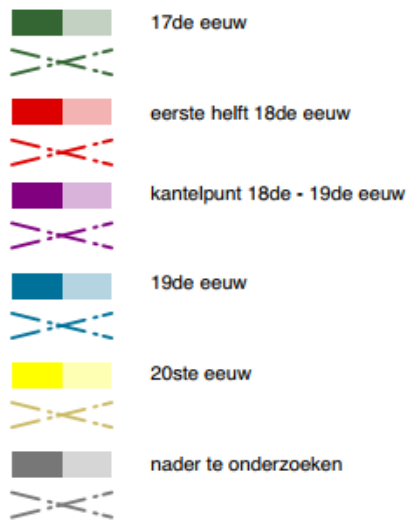 17de eeuw
eerste helft 18de eeuw
kantelpunt 18de - 19de eeuw
19de eeuw
20ste eeuw
nader te onderzoeken